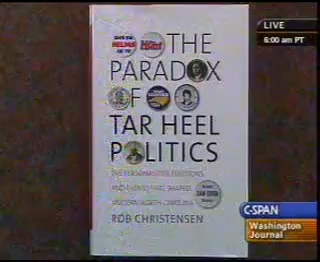 LIVE
6:00 am PT
HELMS
THE
PARADOX
OF
TAR HEEL
POLITICS
THE PERSONALITIES, ELECTIONS,
AND EVENTS THAT SHAPED
MODERN NORTH CAROLINA
ROB CHRISTENSEN
C-SPAN
Washington
Journal